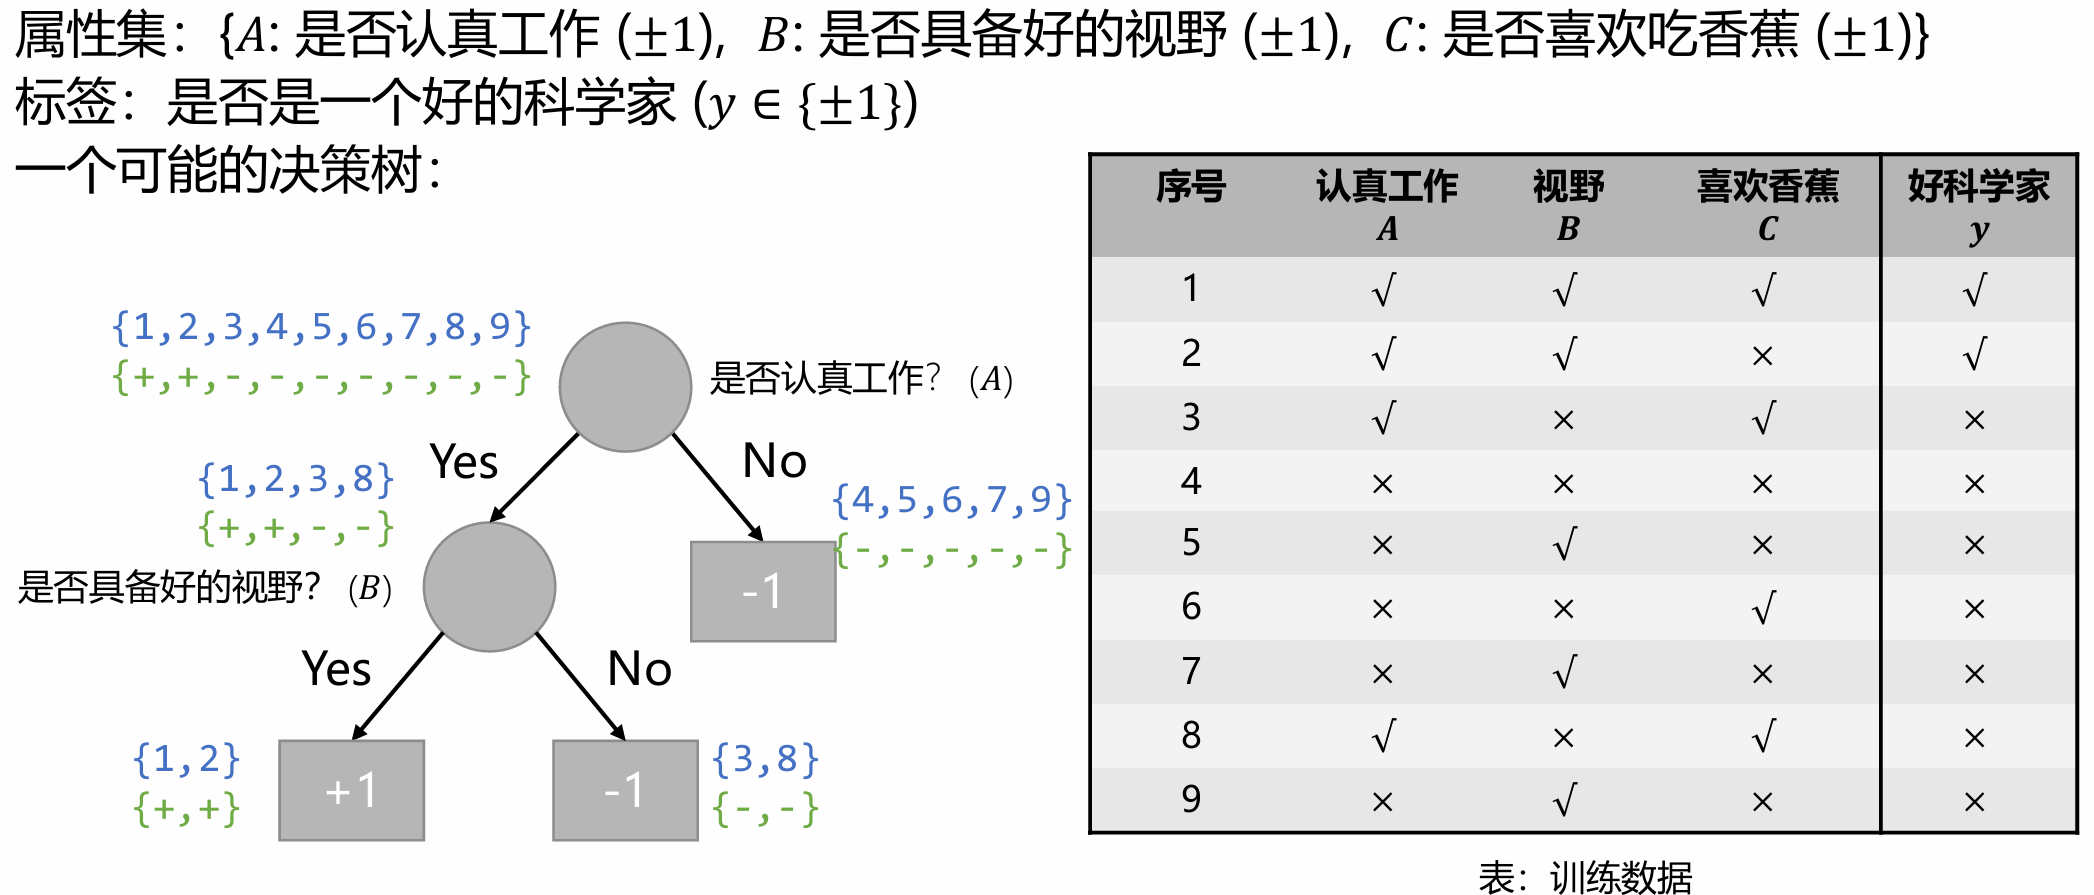 属性集：{A: 是否认真工作 (±1)，B: 是否具备好的视野 (±1)，C: 是否喜欢吃香蕉 (±1)}
标签：是否是一个好的科学家 (y ∈ {±1})
一个可能的决策树：
{1,2,3,4,5,6,7,8,9}
{+,+,-,-,-,-,-,-,-}
是否认真工作？(A)
Yes
No
{1,2,3,8}
{+,+,-,-}
{4,5,6,7,9}
{-,-,-,-,-}
-1
是否具备好的视野？(B)
Yes
No
{1,2}
{+,+}
+1
-1
{3,8}
{-,-}
序号 认真工作 视野 喜欢香蕉 好科学家
A B C y
1 √ √ √ √
2 √ √ × √
3 √ × √ ×
4 × × × ×
5 × √ × ×
6 × × √ ×
7 × √ × ×
8 √ × √ ×
9 × √ × ×
表：训练数据